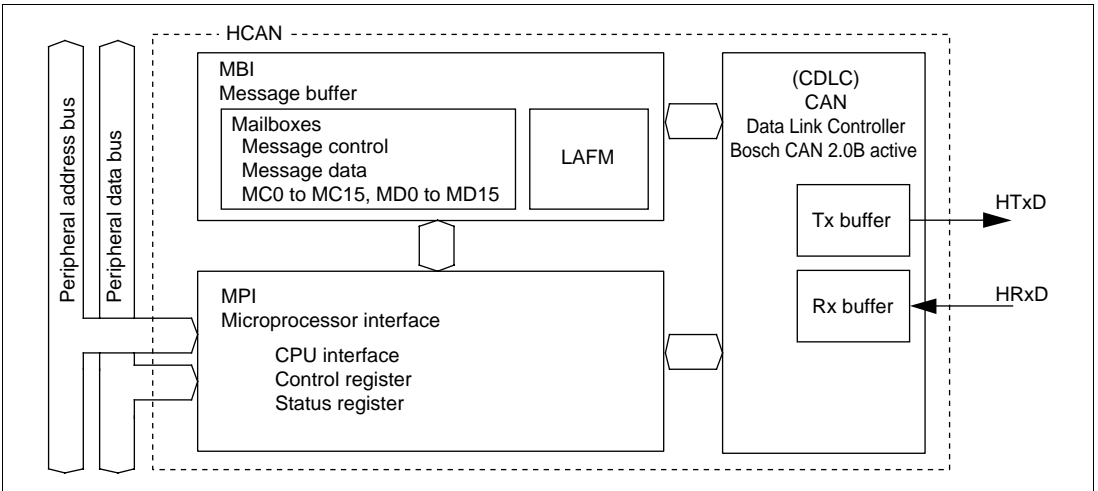 HCAN
Peripheral address bus
Peripheral data bus
MBI
Message buffer
Mailboxes
Message control
Message data
MC0 to MC15, MD0 to MD15
LAFM
(CDLC)
CAN
Data Link Controller
Bosch CAN 2.0B active
Tx buffer
HTxD
Rx buffer
HRxD
MPI
Microprocessor interface
CPU interface
Control register
Status register